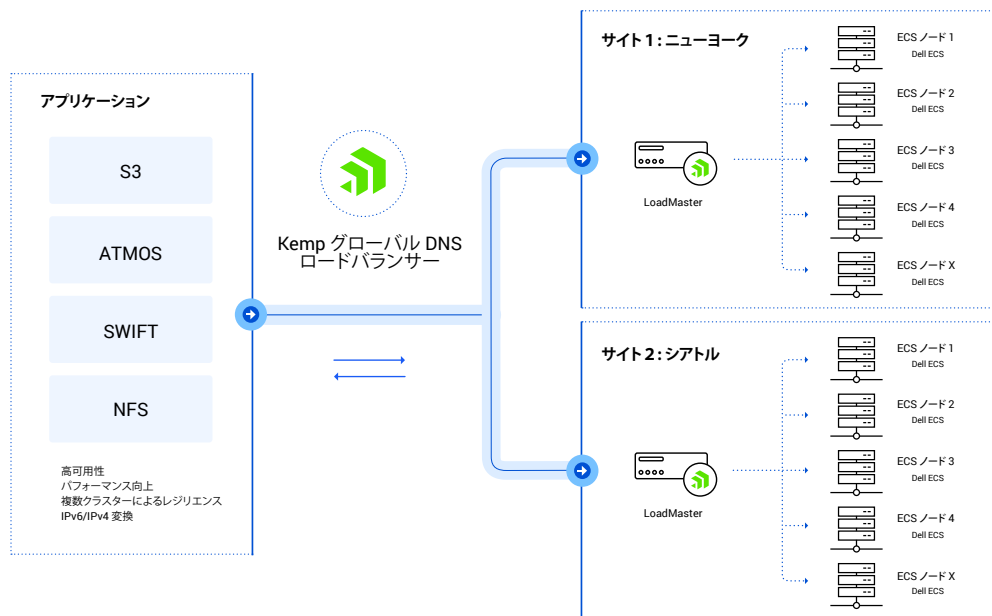 アプリケーション
S3
ATMOS
SWIFT
NFS
高可用性
パフォーマンス向上
複数クラスターによるレジリエンス
IPv6/IPv4 変換
Kemp グローバル DNS
ロードバランサー
サイト 1 : ニューヨーク
LoadMaster
ECS ノード 1
Dell ECS
ECS ノード 2
Dell ECS
ECS ノード 3
Dell ECS
ECS ノード 4
Dell ECS
ECS ノード X
Dell ECS
サイト 2 : シアトル
LoadMaster
ECS ノード 1
Dell ECS
ECS ノード 2
Dell ECS
ECS ノード 3
Dell ECS
ECS ノード 4
Dell ECS
ECS ノード X
Dell ECS